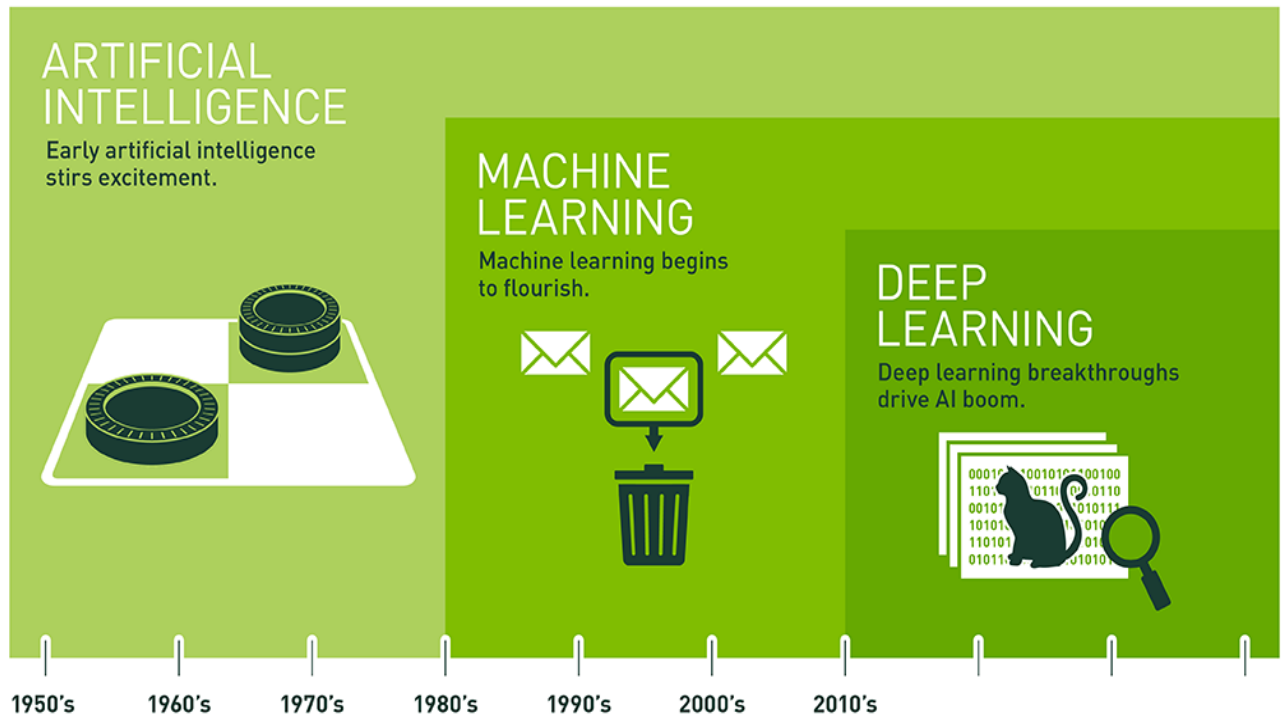 ARTIFICIAL
INTELLIGENCE
Early artificial intelligence
stirs excitement.
MACHINE
LEARNING
Machine learning begins
to flourish.
DEEP
LEARNING
Deep learning breakthroughs
drive AI boom.
1950's
1960's
1970's
1980's
1990's
2000's
2010's